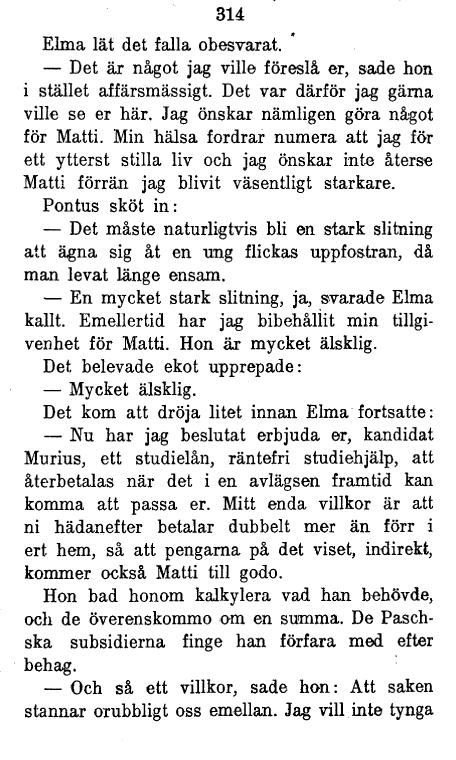 314
Elma lät det falla obesvarat.
— Det är något jag ville föreslå er, sade hon
i stället affärsmässigt. Det var därför jag gärna
ville se er här. Jag önskar nämligen göra något
för Matti. Min hälsa fordrar numera att jag för
ett ytterst stilla liv och jag önskar inte återse
Matti förrän jag blivit väsentligt starkare.
Pontus sköt in:
— Det måste naturligtvis bli en stark slitning
att ägna sig åt en ung flickas uppfostran, då
man levat länge ensam.
— En mycket stark slitning, ja, svarade Elma
kallt. Emellertid har jag bibehållit min tillgi-
venhet för Matti. Hon är mycket älsklig.
Det belevade ekot upprepade:
— Mycket älsklig.
Det kom att dröja litet innan Elma fortsatte:
— Nu har jag beslutat erbjuda er, kandidat
Murius, ett studielån, räntefri studiehjälp, att
återbetalas när det i en avlägsen framtid kan
komma att passa er. Mitt enda villkor är att
ni hädanefter betalar dubbelt mer än förr i
ert hem, så att pengarna på det viset, indirekt,
kommer också Matti till godo.
Hon bad honom kalkylera vad han behövde,
och de överenskommo om en summa. De Pasch-
ska subsidierna finge han förfara med efter
behag.
— Och så ett villkor, sade hon: Att saken
stannar orubbligt oss emellan. Jag vill inte tynga